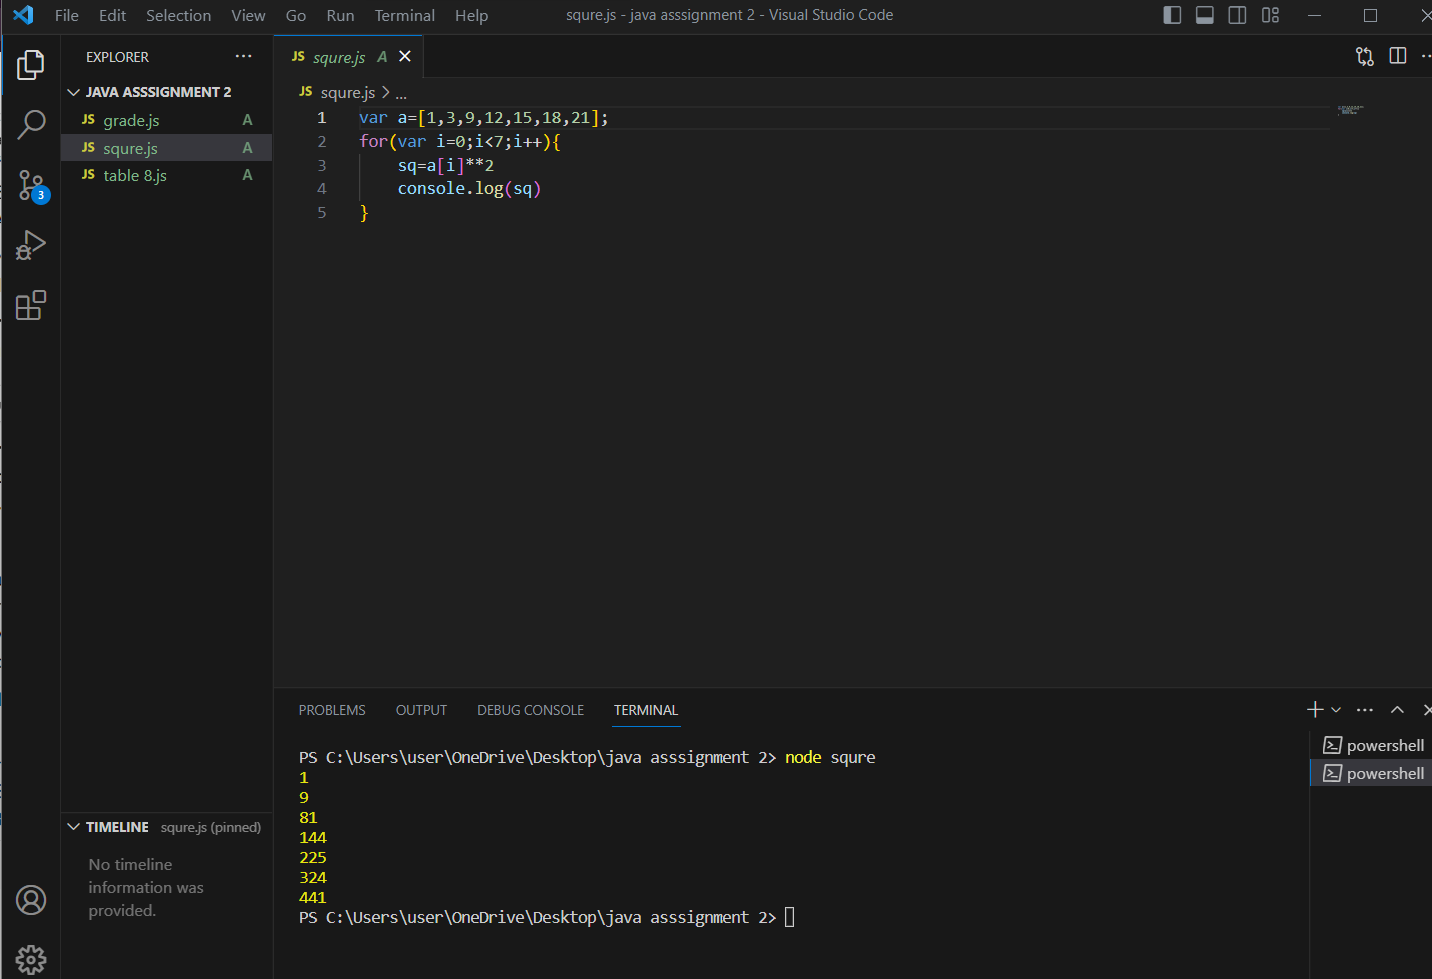 File Edit Selection View Go Run Terminal Help squre.js - java asssignment 2 - Visual Studio Code
EXPLORER
JAVA ASSSIGNMENT 2
JS grade.js A
JS squre.js A
JS table 8.js A
3
JS squre.js A
JS squre.js > ...
1 var a=[1,3,9,12,15,18,21];
2 for(var i=0;i<7;i++){
3 sq=a[i]**2
4 console.log(sq)
5 }
PROBLEMS OUTPUT DEBUG CONSOLE TERMINAL
PS C:\Users\user\OneDrive\Desktop\java asssignment 2> node squre
1
9
81
144
225
324
441
PS C:\Users\user\OneDrive\Desktop\java asssignment 2>
powershell
powershell
TIMELINE squre.js (pinned)
No timeline
information was
provided.